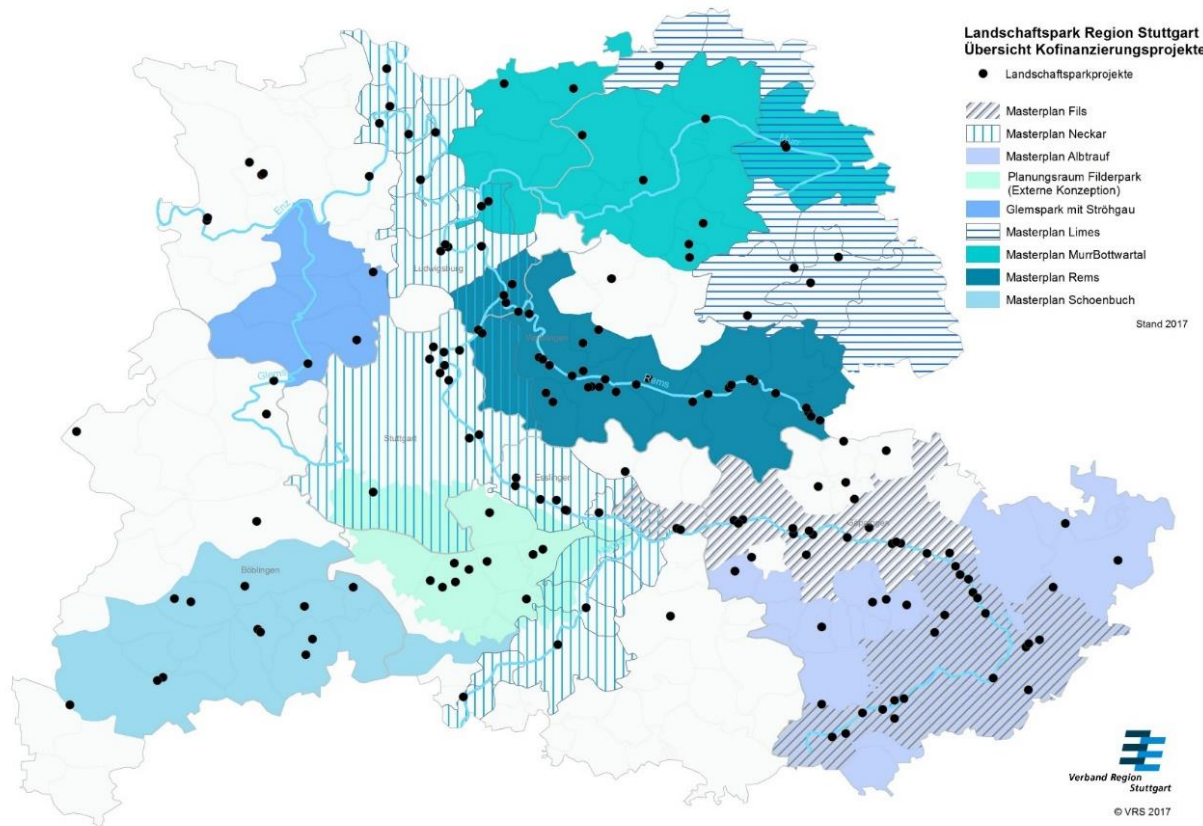 Landschaftspark Region Stuttgart
Übersicht Kofinanzierungsprojekte
Landschaftsparkprojekte
Masterplan Fils
Masterplan Neckar
Masterplan Albtrauf
Planungsraum Filderpark
(Externe Konzeption)
Glemspark mit Ströhgau
Masterplan Limes
Masterplan MurrBottwartal
Masterplan Rems
Masterplan Schoenbuch
Stand 2017
Enz
Ludwigsburg
Glems
Rems
Stuttgart
Esslingen
Göppingen
Böblingen
Verband Region
Stuttgart
© VRS 2017